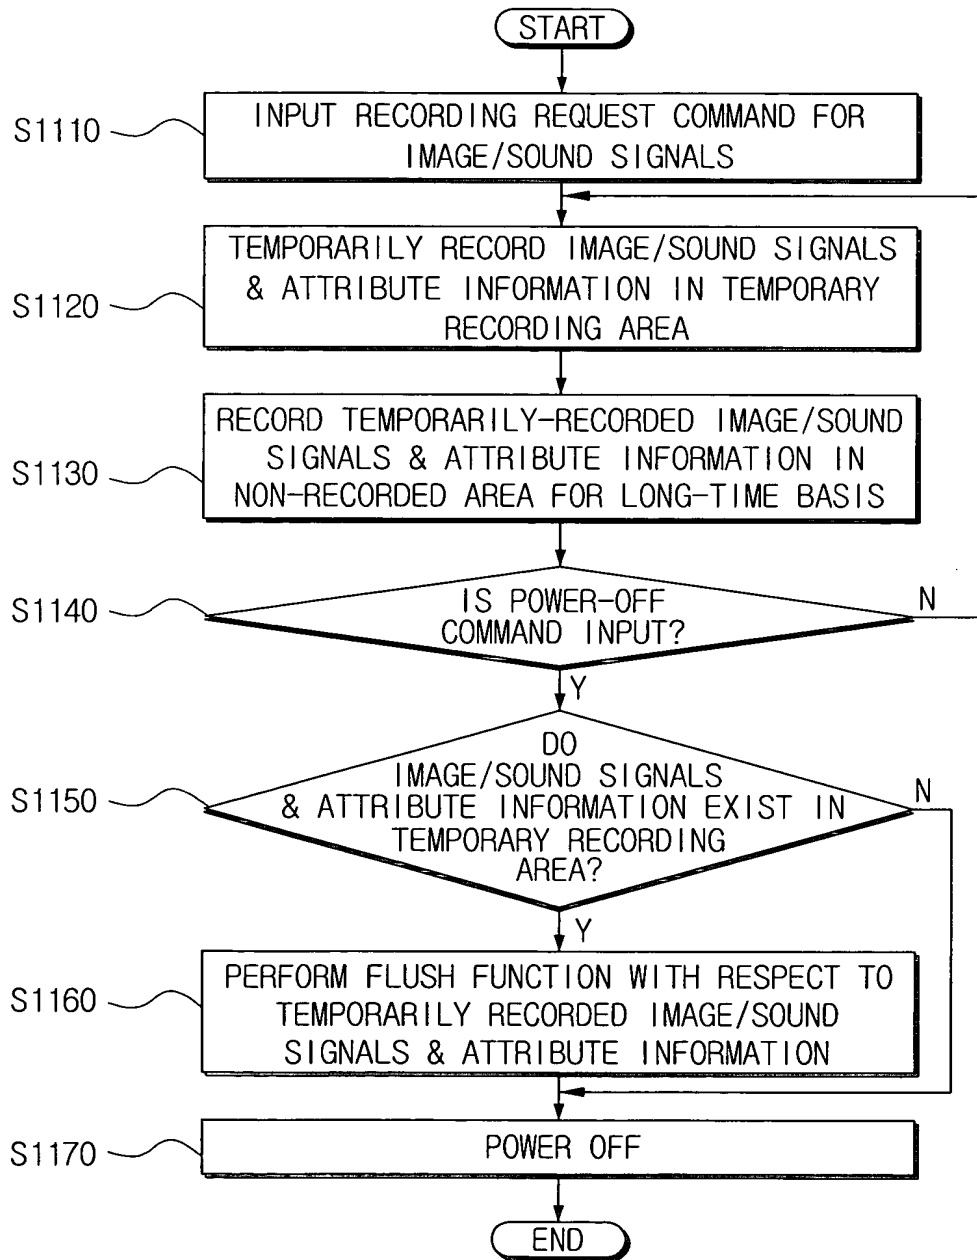 START
S1110
INPUT RECORDING REQUEST COMMAND FOR
IMAGE/SOUND SIGNALS
S1120
TEMPORARILY RECORD IMAGE/SOUND SIGNALS
& ATTRIBUTE INFORMATION IN TEMPORARY
RECORDING AREA
S1130
RECORD TEMPORARILY-RECORDED IMAGE/SOUND
SIGNALS & ATTRIBUTE INFORMATION IN
NON-RECORDED AREA FOR LONG-TIME BASIS
S1140
IS POWER-OFF
COMMAND INPUT?
N
Y
S1150
DO
IMAGE/SOUND SIGNALS
& ATTRIBUTE INFORMATION EXIST IN
TEMPORARY RECORDING
AREA?
N
Y
S1160
PERFORM FLUSH FUNCTION WITH RESPECT TO
TEMPORARILY RECORDED IMAGE/SOUND
SIGNALS & ATTRIBUTE INFORMATION
S1170
POWER OFF
END